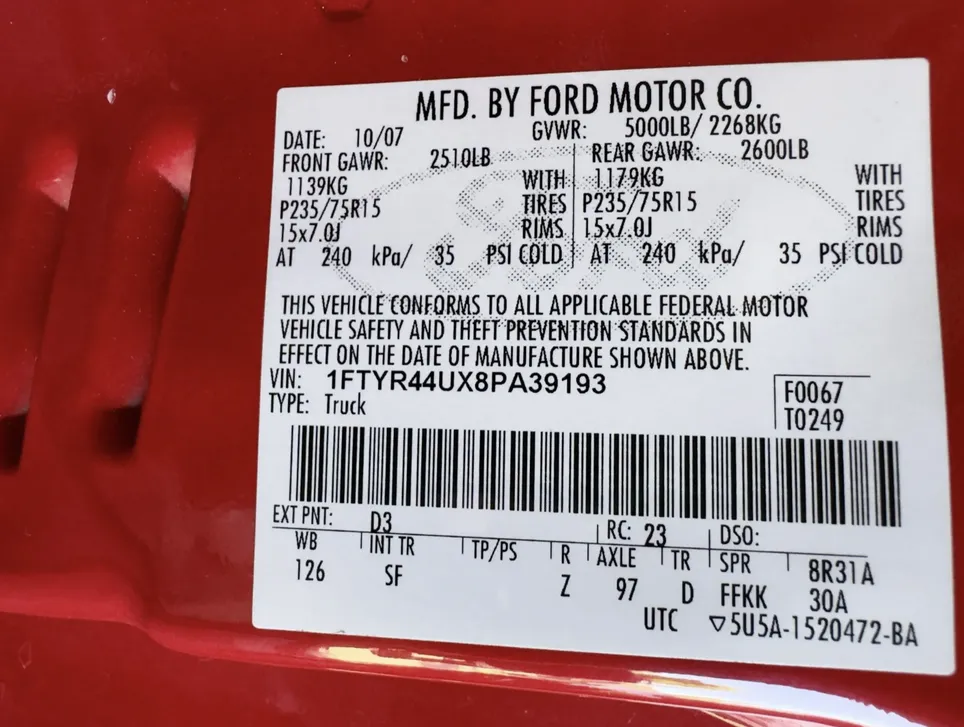 MFD. BY FORD MOTOR CO.
DATE: 10/07 GVWR: 5000LB/ 2268KG
FRONT GAWR: 2510LB REAR GAWR: 2600LB
1139KG WITH 1179KG WITH
P235/75R15 TIRES P235/75R15 TIRES
15x7.0J RIMS 15x7.0J RIMS
AT 240 kPa/ 35 PSI COLD AT 240 kPa/ 35 PSI COLD
Ford
THIS VEHICLE CONFORMS TO ALL APPLICABLE FEDERAL MOTOR
VEHICLE SAFETY AND THEFT PREVENTION STANDARDS IN
EFFECT ON THE DATE OF MANUFACTURE SHOWN ABOVE.
VIN: 1FTYR44UX8PA39193
TYPE: Truck
F0067
T0249
EXT PNT: D3 RC: 23 DSO:
WB INT TR TP/PS R AXLE TR SPR 8R31A
126 SF Z 97 D FFKK 30A
UTC ▽5U5A-1520472-BA